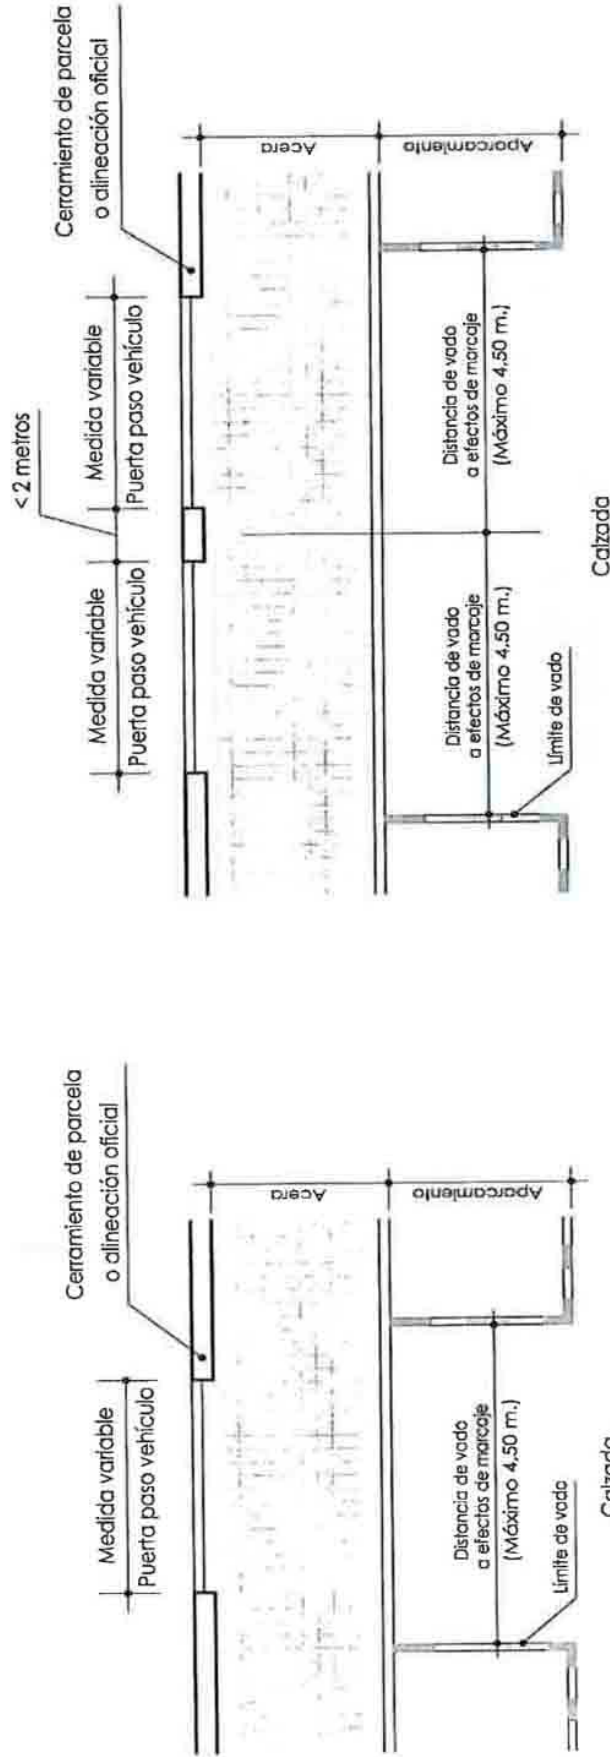 Cerramiento de parcela
o alineación oficial
Medida variable
Puerta paso vehículo
Acera
Aparcamiento
Distancia de vado
a efectos de marcaje
(Máximo 4,50 m.)
Límite de vado
Calzada
Cerramiento de parcela
o alineación oficial
< 2 metros
Medida variable
Puerta paso vehículo
Medida variable
Puerta paso vehículo
Acera
Aparcamiento
Distancia de vado
a efectos de marcaje
(Máximo 4,50 m.)
Distancia de vado
a efectos de marcaje
(Máximo 4,50 m.)
Límite de vado
Calzada